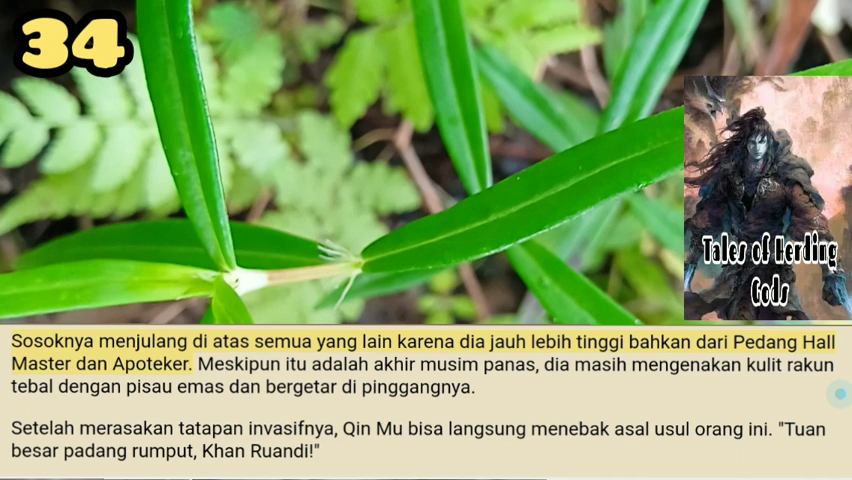 34
Tales of Herding
Gods
Sosoknya menjulang di atas semua yang lain karena dia jauh lebih tinggi bahkan dari Pedang Hall
Master dan Apoteker. Meskipun itu adalah akhir musim panas, dia masih mengenakan kulit rakun
tebal dengan pisau emas dan bergetar di pinggangnya.
Setelah merasakan tatapan invasifnya, Qin Mu bisa langsung menebak asal usul orang ini. "Tuan
besar padang rumput, Khan Ruandi!"